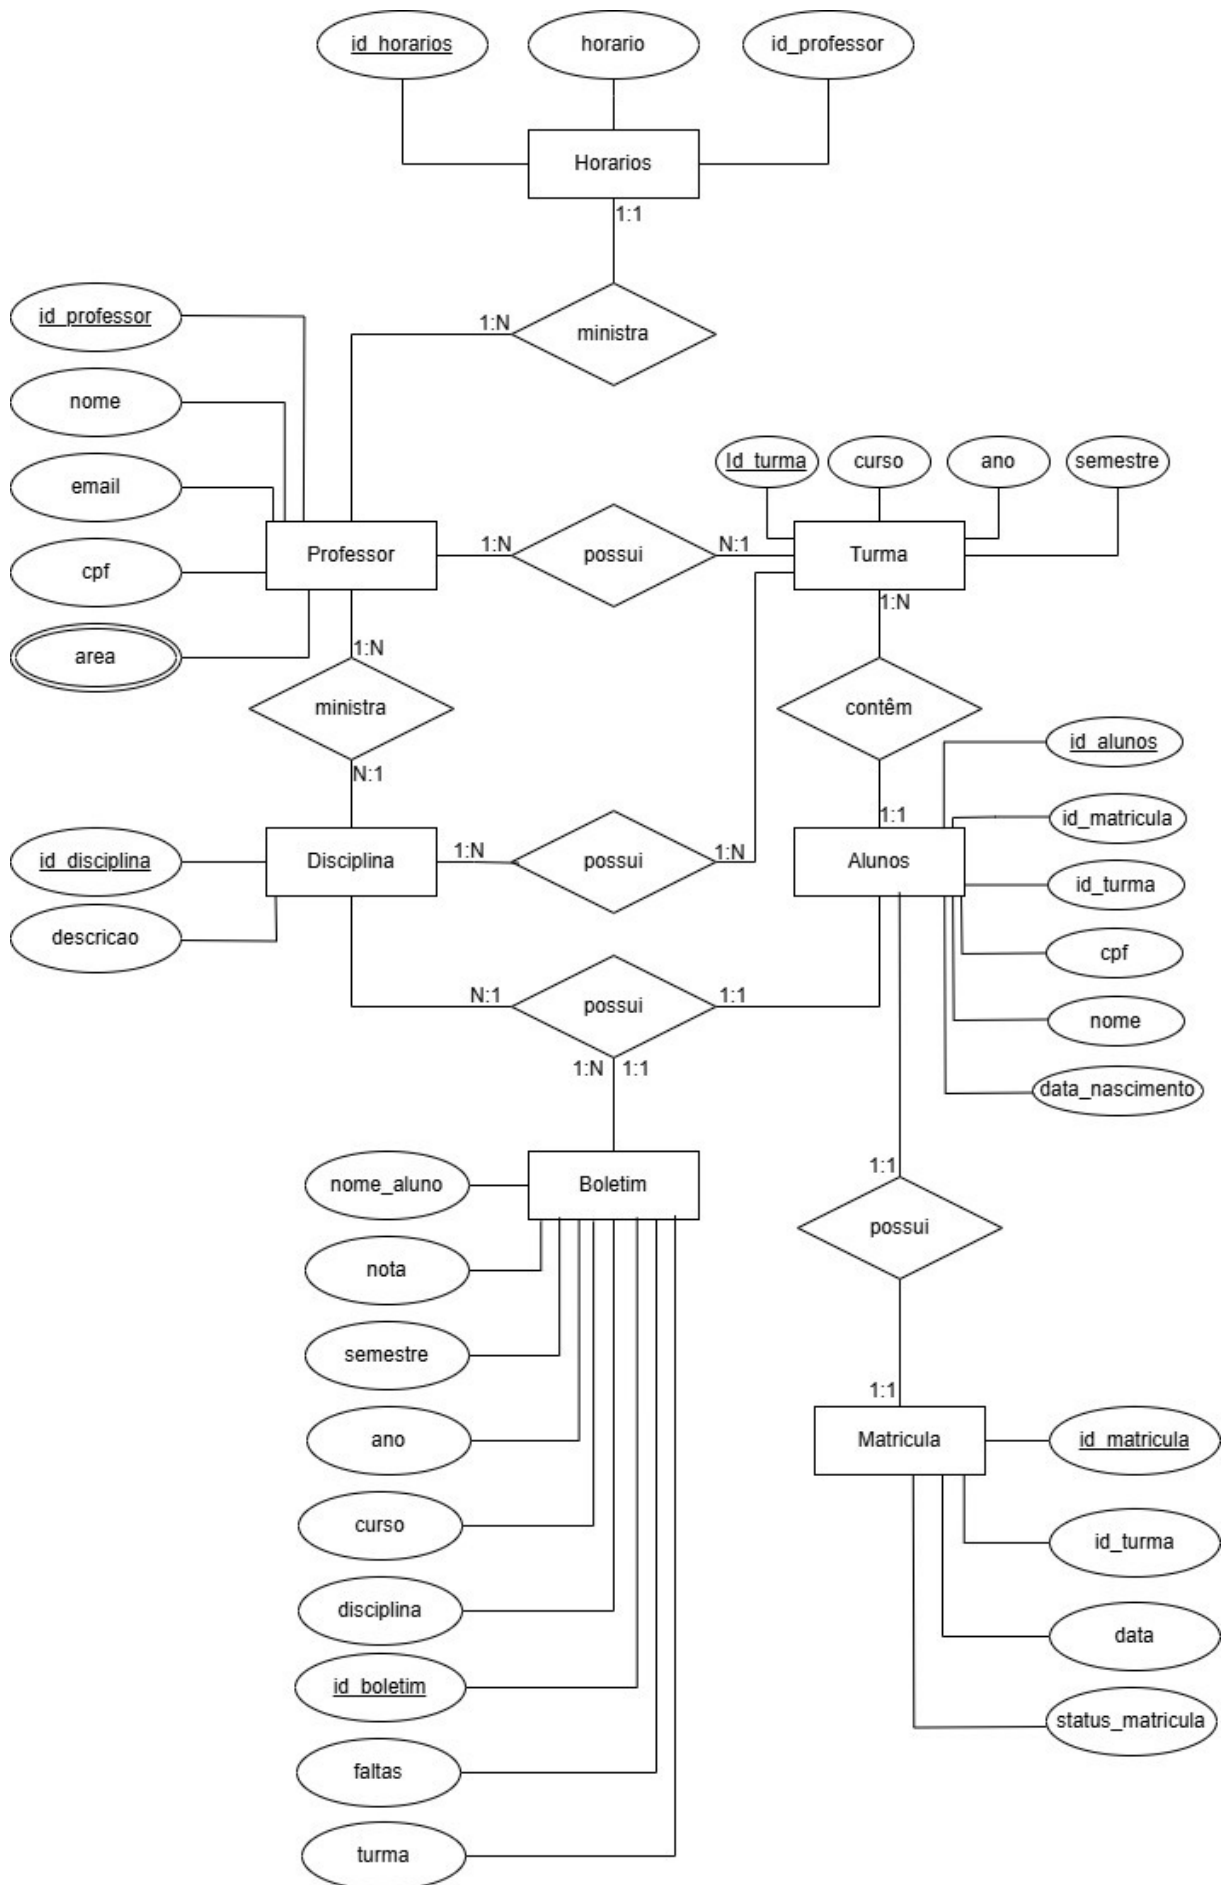 id_horarios
horario
id_professor
Horarios
1:1
ministra
1:N
id_professor
nome
email
cpf
area
Professor
1:N
possui
N:1
Id_turma
curso
ano
semestre
Turma
1:N
contêm
1:1
1:N
ministra
N:1
id_disciplina
descricao
Disciplina
1:N
possui
1:N
Alunos
id_alunos
id_matricula
id_turma
cpf
nome
data_nascimento
N:1
possui
1:1
1:N
1:1
nome_aluno
Boletim
nota
semestre
ano
curso
disciplina
id_boletim
faltas
turma
1:1
possui
1:1
Matricula
id_matricula
id_turma
data
status_matricula